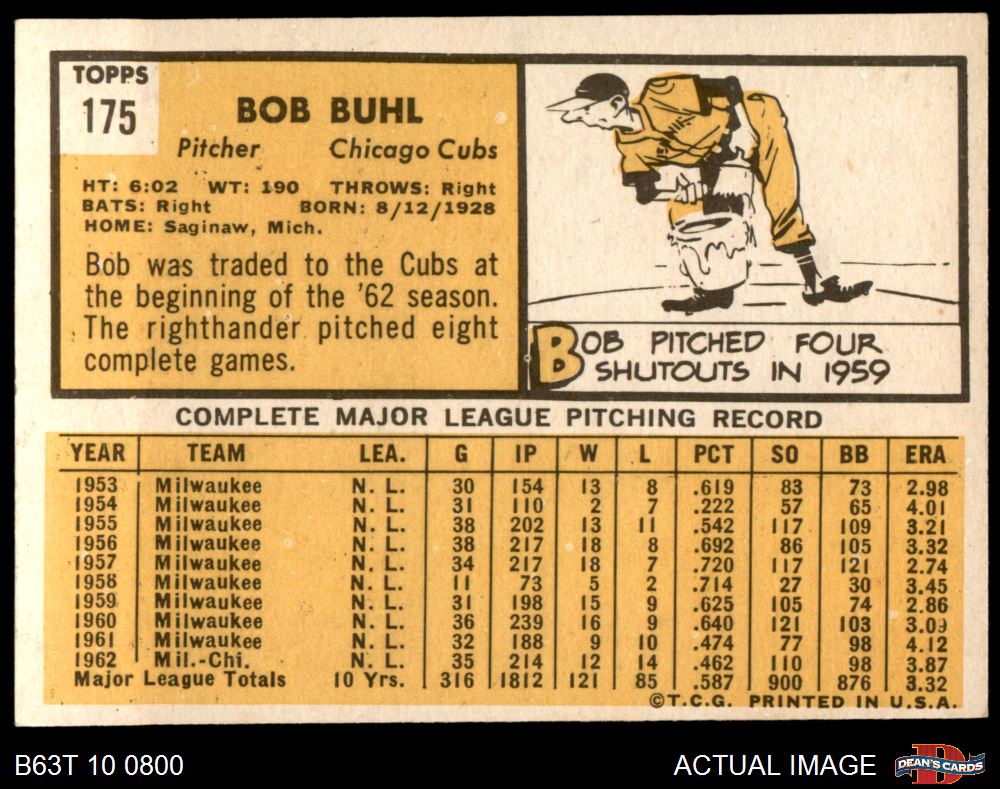 TOPPS
175
BOB BUHL
Pitcher Chicago Cubs
HT: 6:02 WT: 190 THROWS: Right
BATS: Right BORN: 8/12/1928
HOME: Saginaw, Mich.
Bob was traded to the Cubs at
the beginning of the '62 season.
The righthander pitched eight
complete games.
BOB PITCHED FOUR
SHUTOUTS IN 1959
COMPLETE MAJOR LEAGUE PITCHING RECORD
YEAR TEAM LEA. G IP W L PCT SO BB ERA
1953 Milwaukee N. L. 30 154 13 8 .619 83 73 2.98
1954 Milwaukee N. L. 31 110 2 7 .222 57 65 4.01
1955 Milwaukee N. L. 38 202 13 11 .542 117 109 3.21
1956 Milwaukee N. L. 38 217 18 8 .692 86 105 3.32
1957 Milwaukee N. L. 34 217 18 7 .720 117 121 2.74
1958 Milwaukee N. L. 11 73 5 2 .714 27 30 3.45
1959 Milwaukee N. L. 31 198 15 9 .625 105 74 2.86
1960 Milwaukee N. L. 36 239 16 9 .640 121 103 3.09
1961 Milwaukee N. L. 32 188 9 10 .474 77 98 4.12
1962 Mil.-Chi. N. L. 35 214 12 14 .462 110 98 3.87
Major League Totals 10 Yrs. 316 1812 121 85 .587 900 876 3.32
©T.C.G. PRINTED IN U.S.A.
B63T 10 0800
ACTUAL IMAGE
DEAN'S CARDS